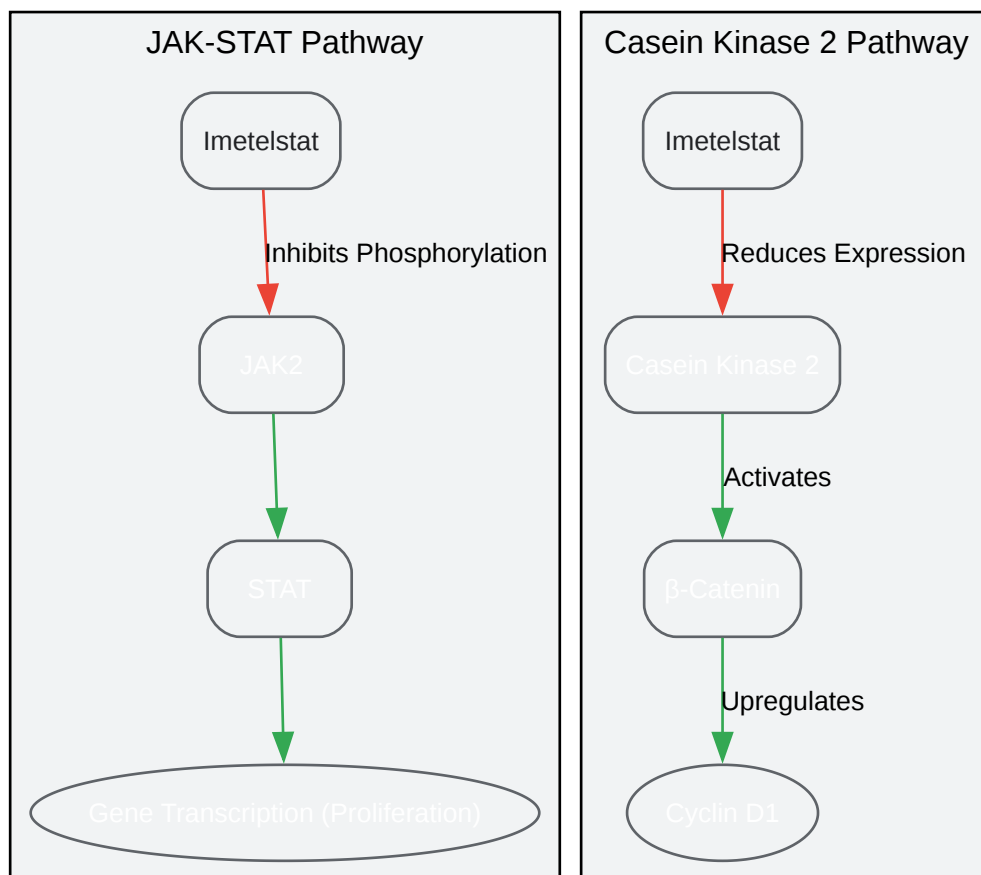 JAK-STAT Pathway
Imetelstat
Inhibits Phosphorylation
JAK2
STAT
Gene Transcription (Proliferation)
Casein Kinase 2 Pathway
Imetelstat
Reduces Expression
Casein Kinase 2
Activates
β-Catenin
Upregulates
Cyclin D1